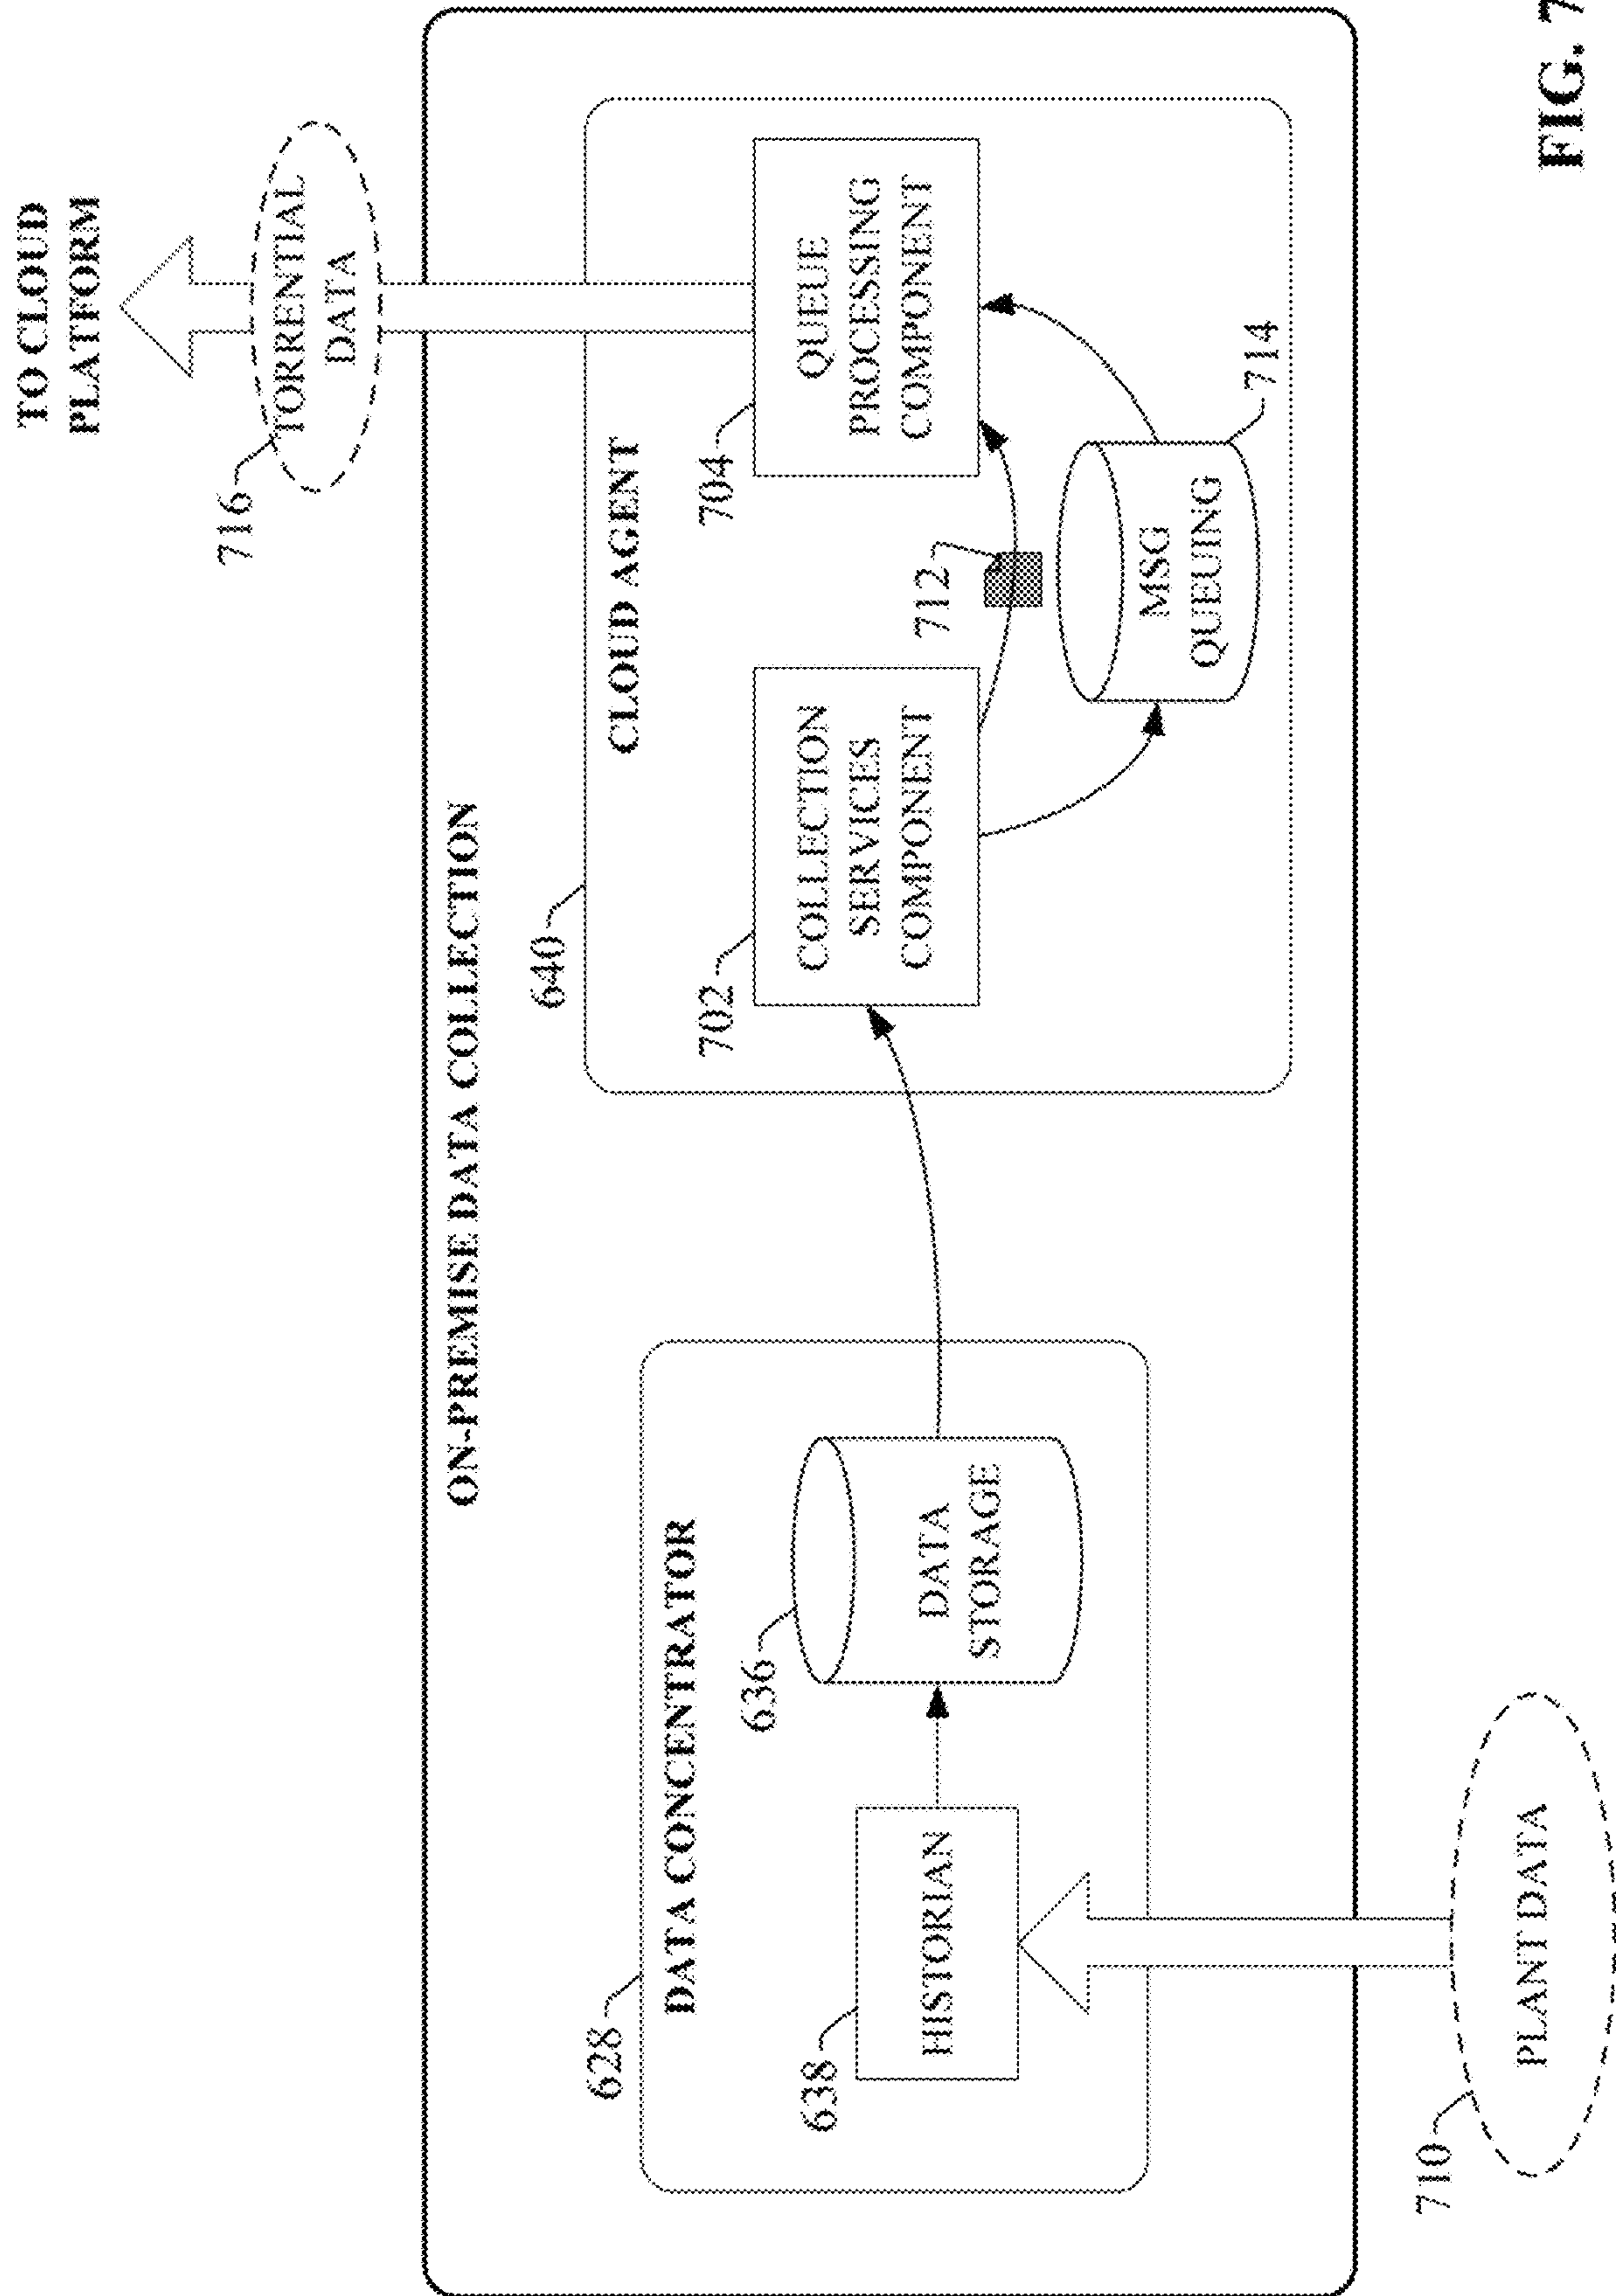 TO CLOUD
PLATFORM
716
TORRENTIAL
DATA
ON-PREMISE DATA COLLECTION
640
CLOUD AGENT
628
DATA CONCENTRATOR
638
HISTORIAN
636
DATA
STORAGE
702
COLLECTION
SERVICES
COMPONENT
704
QUEUE
PROCESSING
COMPONENT
712
MSG
QUEUING
714
710
PLANT DATA
FIG. 7